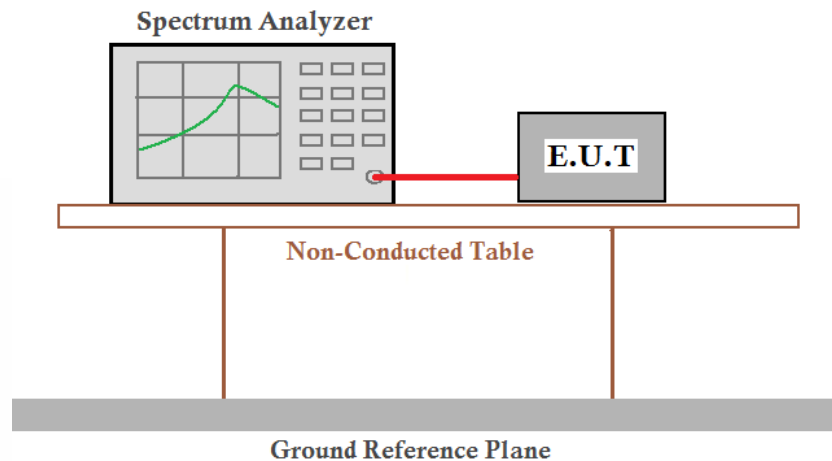 Spectrum Analyzer
E.U.T
Non-Conducted Table
Ground Reference Plane